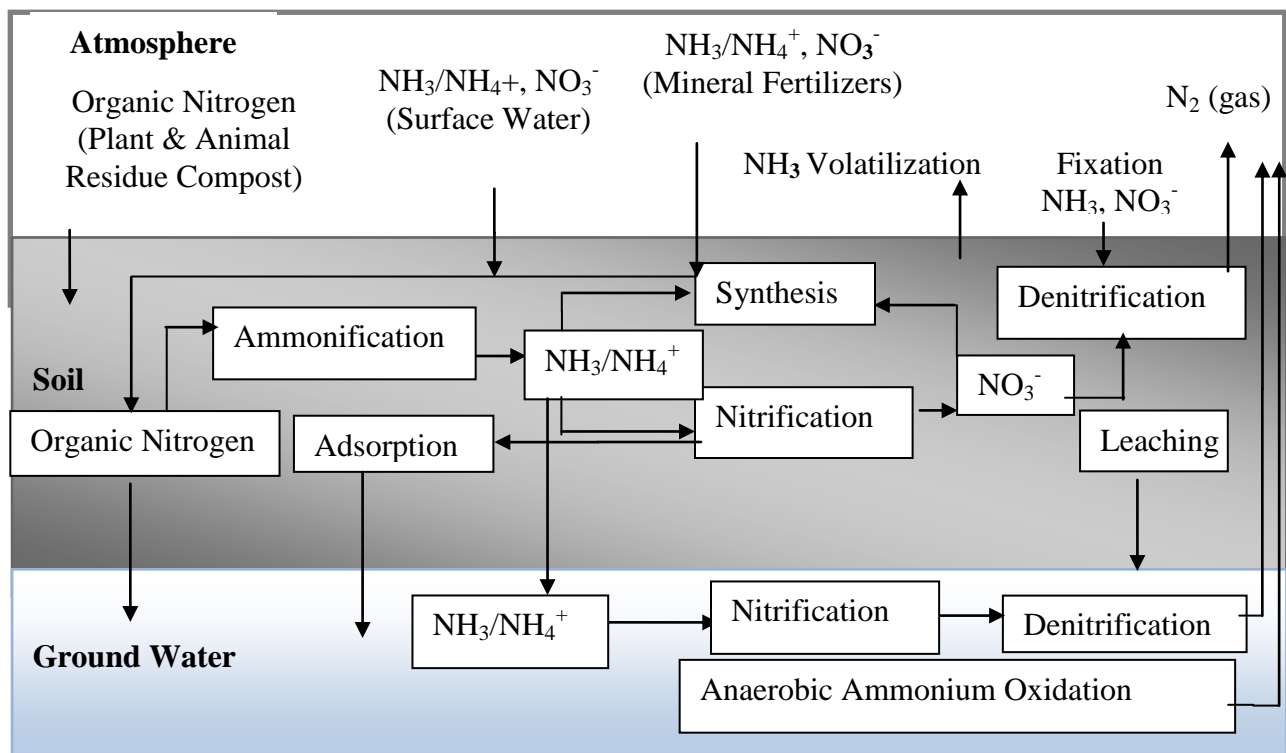 Atmosphere
Organic Nitrogen
(Plant & Animal
Residue Compost)
NH₃/NH₄+, NO₃⁻
(Surface Water)
NH₃/NH₄⁺, NO₃⁻
(Mineral Fertilizers)
NH₃ Volatilization
Fixation
NH₃, NO₃⁻
N₂ (gas)
Synthesis
Denitrification
Ammonification
NH₃/NH₄⁺
Soil
NO₃⁻
Organic Nitrogen
Adsorption
Nitrification
Leaching
NH₃/NH₄⁺
Nitrification
Denitrification
Ground Water
Anaerobic Ammonium Oxidation